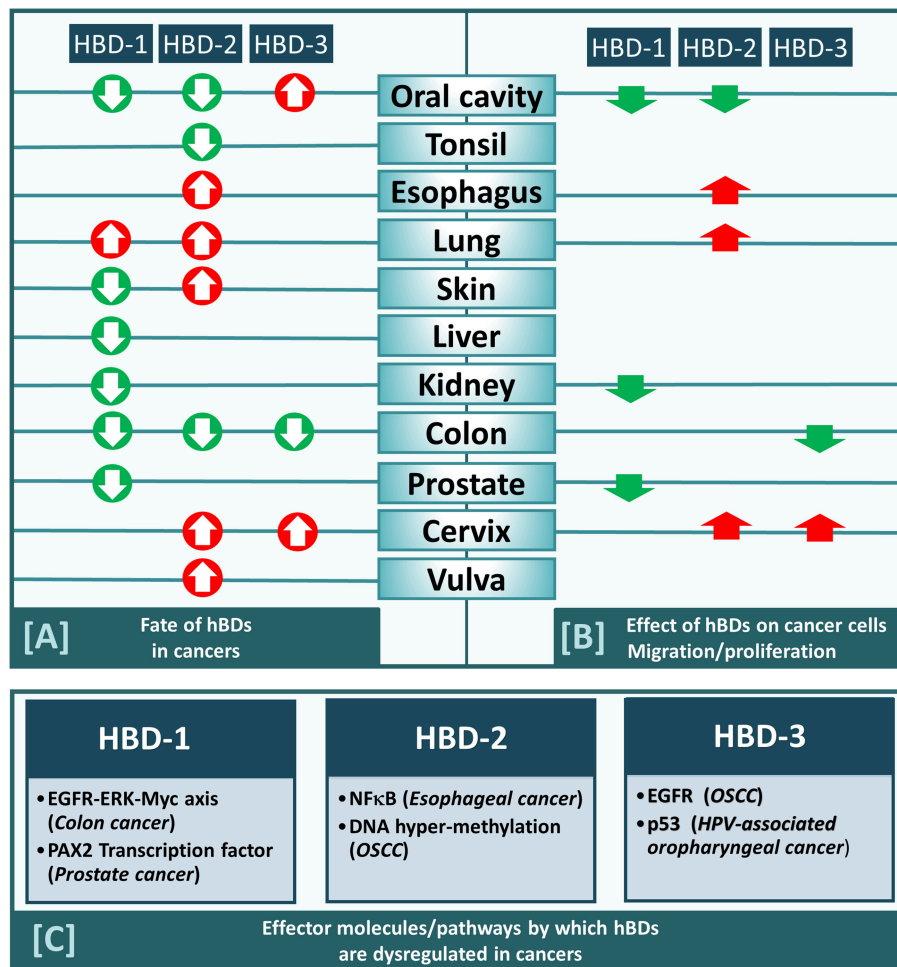 HBD-1 HBD-2 HBD-3
HBD-1 HBD-2 HBD-3
Oral cavity
Tonsil
Esophagus
Lung
Skin
Liver
Kidney
Colon
Prostate
Cervix
Vulva
[A]
Fate of hBDs
in cancers
[B]
Effect of hBDs on cancer cells
Migration/proliferation
HBD-1
•EGFR-ERK-Myc axis
(Colon cancer)
•PAX2 Transcription factor
(Prostate cancer)
HBD-2
•NFκB (Esophageal cancer)
•DNA hyper-methylation
(OSCC)
HBD-3
•EGFR (OSCC)
•p53 (HPV-associated
oropharyngeal cancer)
[C]
Effector molecules/pathways by which hBDs
are dysregulated in cancers